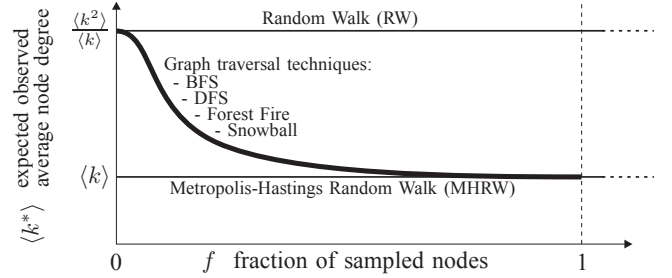 ⟨k²⟩
⟨k⟩
Random Walk (RW)
Graph traversal techniques:
- BFS
- DFS
- Forest Fire
- Snowball
⟨k⟩
Metropolis-Hastings Random Walk (MHRW)
⟨k*⟩ expected observed
average node degree
0
f fraction of sampled nodes
1